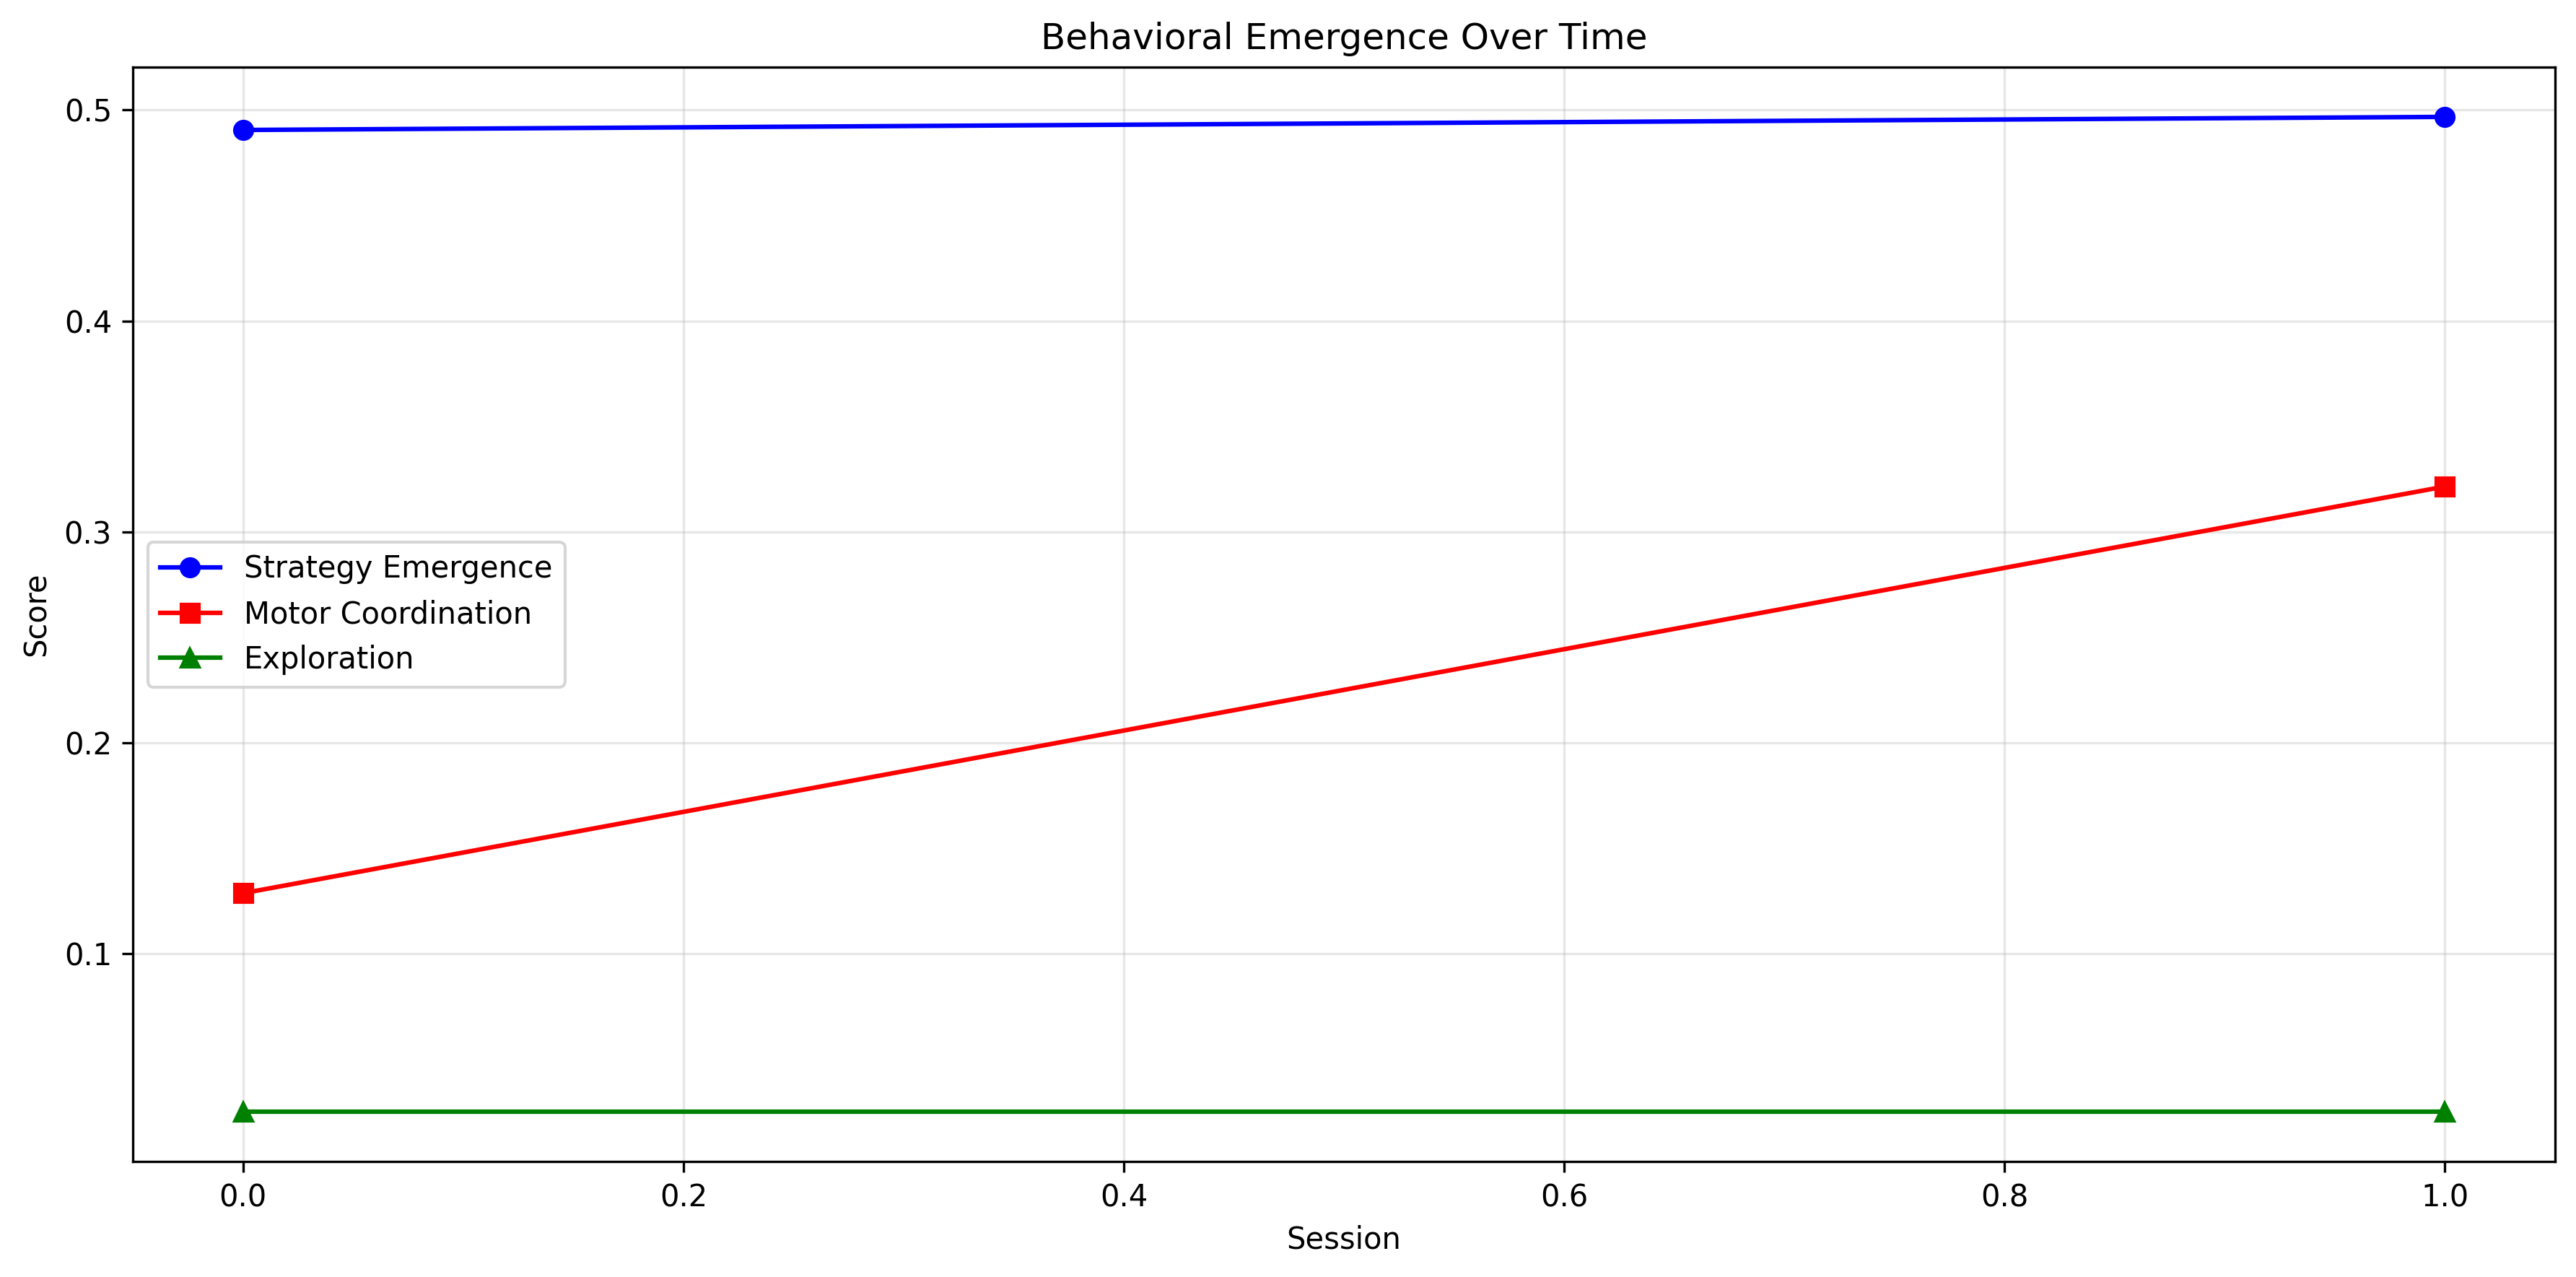 Behavioral Emergence Over Time
0.5
0.4
0.3
0.2
0.1
Score
Strategy Emergence
Motor Coordination
Exploration
0.0 0.2 0.4 0.6 0.8 1.0
Session